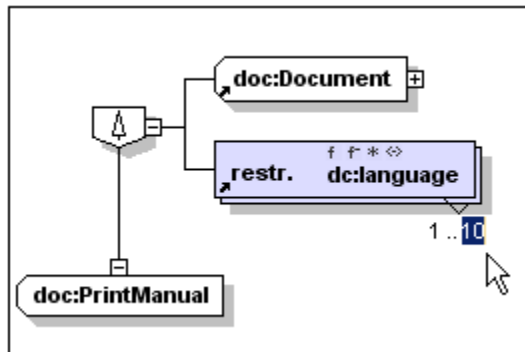 doc:Document
f f⁻ * <>
restr. dc:language
1 ..10
doc:PrintManual